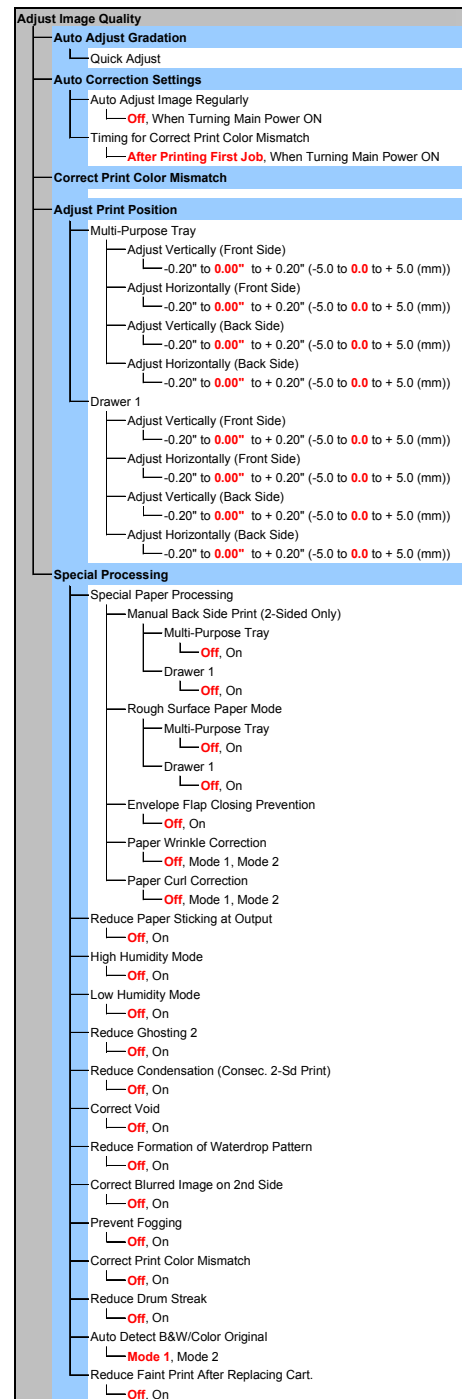 Adjust Image Quality
Auto Adjust Gradation
Quick Adjust
Auto Correction Settings
Auto Adjust Image Regularly
Off, When Turning Main Power ON
Timing for Correct Print Color Mismatch
After Printing First Job, When Turning Main Power ON
Correct Print Color Mismatch
Adjust Print Position
Multi-Purpose Tray
Adjust Vertically (Front Side)
-0.20" to 0.00" to + 0.20" (-5.0 to 0.0 to + 5.0 (mm))
Adjust Horizontally (Front Side)
-0.20" to 0.00" to + 0.20" (-5.0 to 0.0 to + 5.0 (mm))
Adjust Vertically (Back Side)
-0.20" to 0.00" to + 0.20" (-5.0 to 0.0 to + 5.0 (mm))
Adjust Horizontally (Back Side)
-0.20" to 0.00" to + 0.20" (-5.0 to 0.0 to + 5.0 (mm))
Drawer 1
Adjust Vertically (Front Side)
-0.20" to 0.00" to + 0.20" (-5.0 to 0.0 to + 5.0 (mm))
Adjust Horizontally (Front Side)
-0.20" to 0.00" to + 0.20" (-5.0 to 0.0 to + 5.0 (mm))
Adjust Vertically (Back Side)
-0.20" to 0.00" to + 0.20" (-5.0 to 0.0 to + 5.0 (mm))
Adjust Horizontally (Back Side)
-0.20" to 0.00" to + 0.20" (-5.0 to 0.0 to + 5.0 (mm))
Special Processing
Special Paper Processing
Manual Back Side Print (2-Sided Only)
Multi-Purpose Tray
Off, On
Drawer 1
Off, On
Rough Surface Paper Mode
Multi-Purpose Tray
Off, On
Drawer 1
Off, On
Envelope Flap Closing Prevention
Off, On
Paper Wrinkle Correction
Off, Mode 1, Mode 2
Paper Curl Correction
Off, Mode 1, Mode 2
Reduce Paper Sticking at Output
Off, On
High Humidity Mode
Off, On
Low Humidity Mode
Off, On
Reduce Ghosting 2
Off, On
Reduce Condensation (Consec. 2-Sd Print)
Off, On
Correct Void
Off, On
Reduce Formation of Waterdrop Pattern
Off, On
Correct Blurred Image on 2nd Side
Off, On
Prevent Fogging
Off, On
Correct Print Color Mismatch
Off, On
Reduce Drum Streak
Off, On
Auto Detect B&W/Color Original
Mode 1, Mode 2
Reduce Faint Print After Replacing Cart.
Off, On